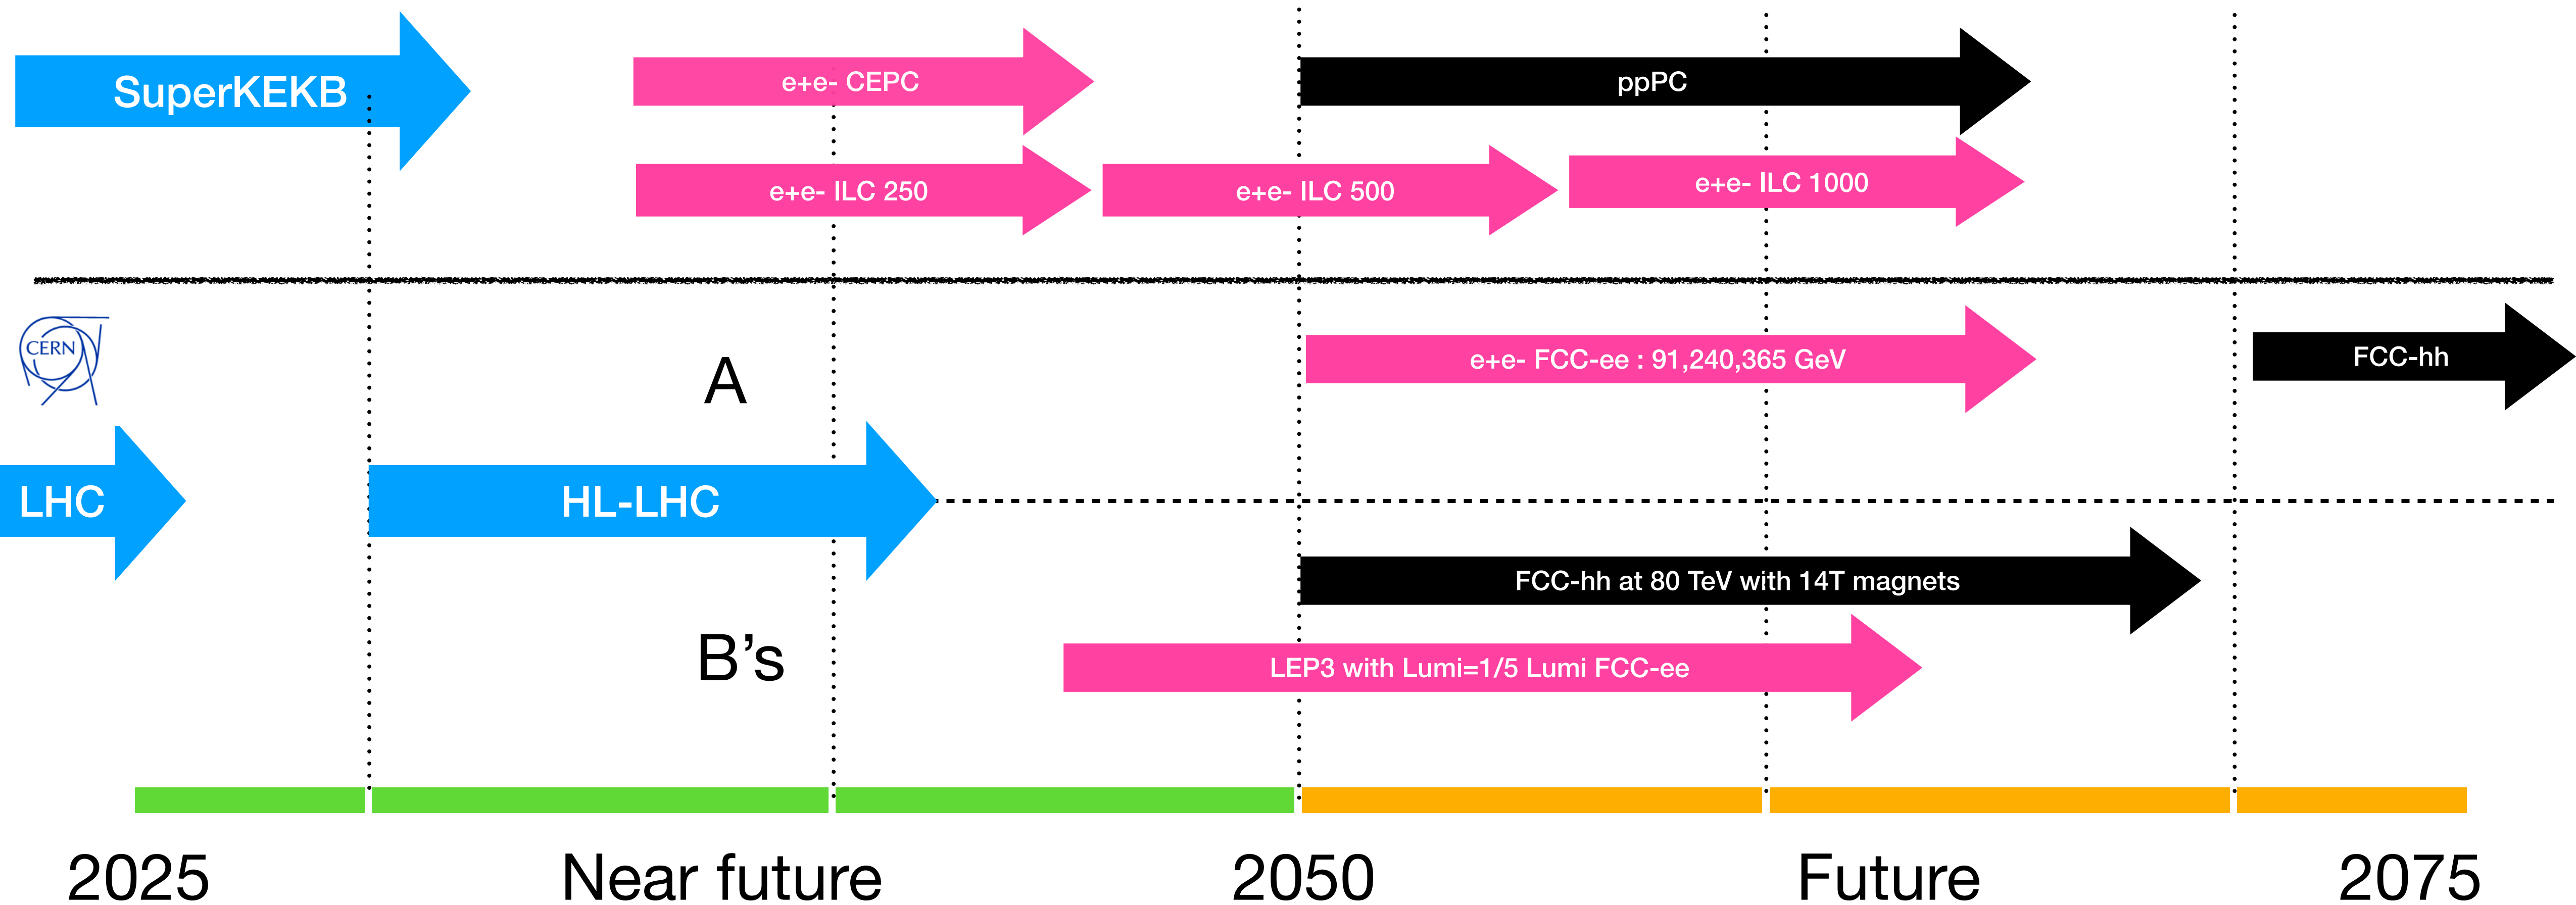 SuperKEKB
e+e- CEPC
ppPC
e+e- ILC 250
e+e- ILC 500
e+e- ILC 1000
CERN
A
e+e- FCC-ee : 91,240,365 GeV
FCC-hh
LHC
HL-LHC
FCC-hh at 80 TeV with 14T magnets
B’s
LEP3 with Lumi=1/5 Lumi FCC-ee
2025
Near future
2050
Future
2075